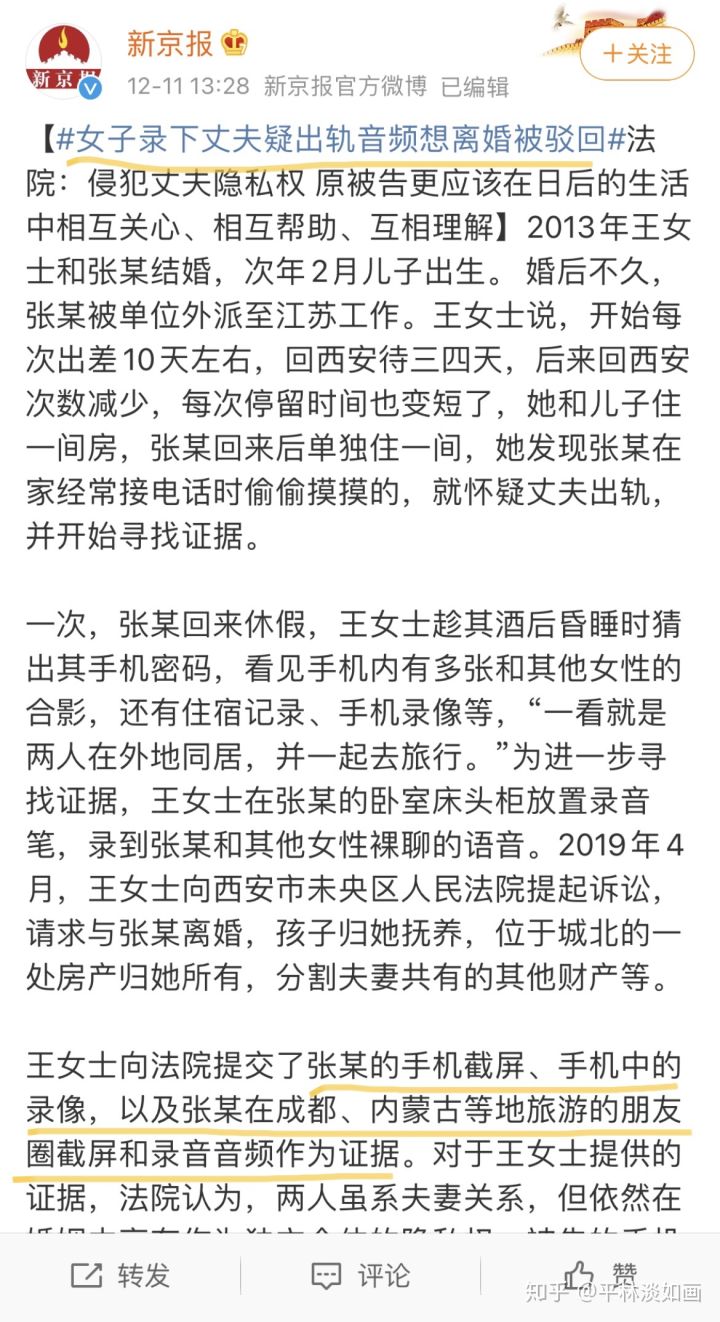 新京报
新京报
+关注
12-11 13:28 新京报官方微博 已编辑
【#女子录下丈夫疑出轨音频想离婚被驳回#法
院：侵犯丈夫隐私权 原被告更应该在日后的生活
中相互关心、相互帮助、互相理解】2013年王女
士和张某结婚，次年2月儿子出生。 婚后不久，
张某被单位外派至江苏工作。王女士说，开始每
次出差10天左右，回西安待三四天，后来回西安
次数减少，每次停留时间也变短了，她和儿子住
一间房，张某回来后单独住一间，她发现张某在
家经常接电话时偷偷摸摸的，就怀疑丈夫出轨，
并开始寻找证据。
一次，张某回来休假，王女士趁其酒后昏睡时猜
出其手机密码，看见手机内有多张和其他女性的
合影，还有住宿记录、手机录像等，“一看就是
两人在外地同居，并一起去旅行。”为进一步寻
找证据，王女士在张某的卧室床头柜放置录音
笔，录到张某和其他女性裸聊的语音。2019年4
月，王女士向西安市未央区人民法院提起诉讼，
请求与张某离婚，孩子归她抚养，位于城北的一
处房产归她所有，分割夫妻共有的其他财产等。
王女士向法院提交了张某的手机截屏、手机中的
录像，以及张某在成都、内蒙古等地旅游的朋友
圈截屏和录音音频作为证据。对于王女士提供的
证据，法院认为，两人虽系夫妻关系，但依然在
转发
评论
赞
知乎 @平林淡如画